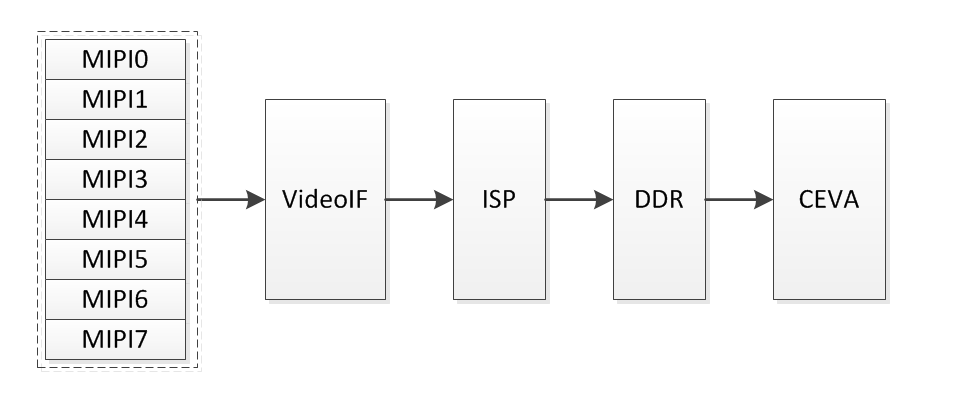 MIPI0
MIPI1
MIPI2
MIPI3
MIPI4
MIPI5
MIPI6
MIPI7
VideoIF
ISP
DDR
CEVA